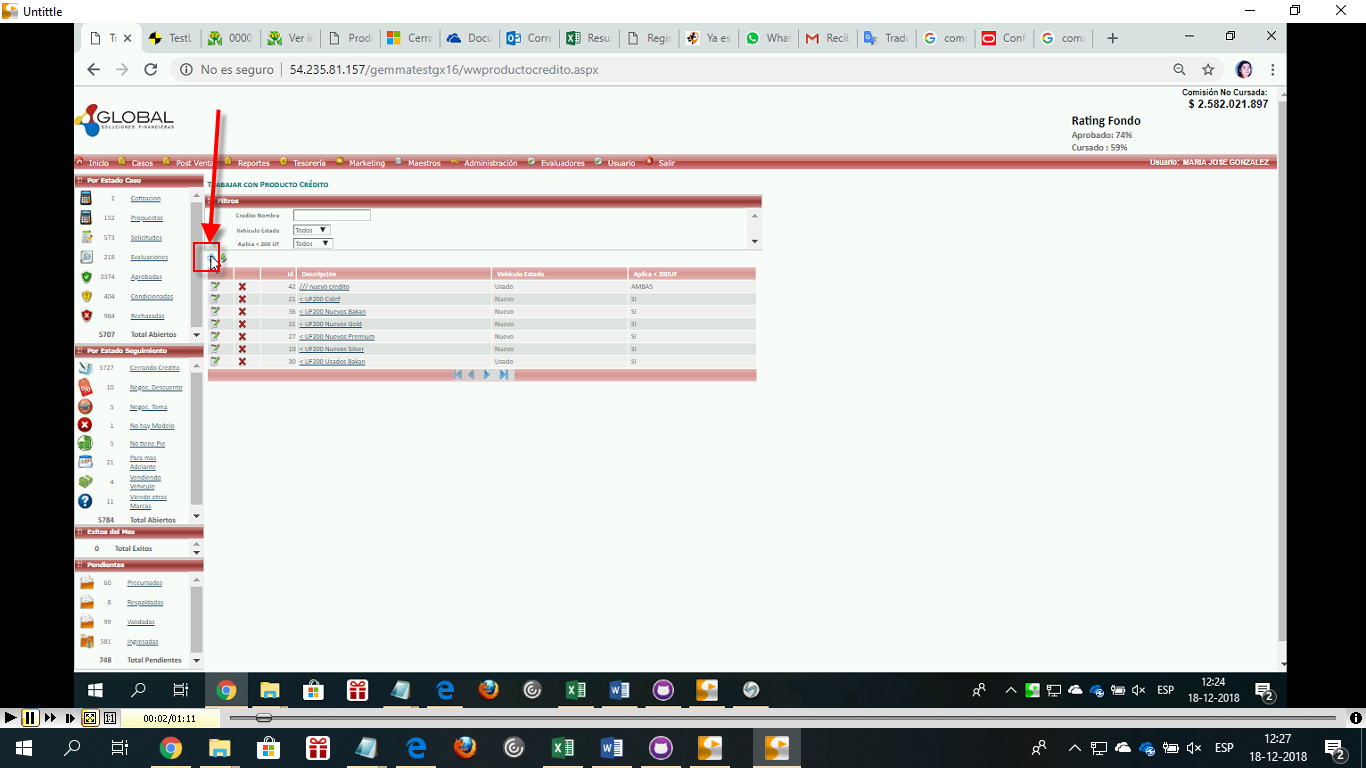 Untittle
Tr
TestL
0000
Ver in
Prod
Cerra
Docu
Corre
Resu
Regis
Ya es
What
Recib
Tradu
com
Conf
com
No es seguro | 54.235.81.157/gemmatestgx16/wwproductocredito.aspx
Comisión No Cursada:
$ 2.582.021.897
GLOBAL
SOLUCIONES FINANCIERAS
Rating Fondo
Aprobado: 74%
Cursado : 59%
Inicio Casos Post Venta Reportes Tesorería Marketing Maestros Administración Evaluadores Usuario Salir
Usuario: MARIA JOSE GONZALEZ
Por Estado Caso
2 Cotizacion
152 Propuestas
573 Solicitudes
218 Evaluaciones
3374 Aprobadas
404 Condicionadas
984 Rechazadas
5707 Total Abiertos
Por Estado Seguimiento
5727 Cerrando Crédito
10 Negoc. Descuento
5 Negoc. Toma
1 No hay Modelo
5 No tiene Pie
21 Para mas
Adelante
4 Vendiendo
Vehiculo
11 Viendo otras
Marcas
5784 Total Abiertos
Exitos del Mes
0 Total Exitos
Pendientes
60 Precursadas
8 Respaldadas
99 Validadas
581 Ingresadas
748 Total Pendientes
Trabajar con Producto Crédito
Filtros
Credito Nombre
Vehículo Estado Todos
Aplica < 200 UF Todos
Id Descripción Vehículo Estado Aplica < 200UF
42 /// nuevo credito Usado AMBAS
21 < UF200 Cidef Nuevo SI
36 < UF200 Nuevos Bakan Nuevo SI
31 < UF200 Nuevos Gold Nuevo SI
27 < UF200 Nuevos Premium Nuevo SI
10 < UF200 Nuevos Silver Nuevo SI
30 < UF200 Usados Bakan Usado SI
ESP
12:24
18-12-2018
2
00:02/01:11
ESP
12:27
18-12-2018
2